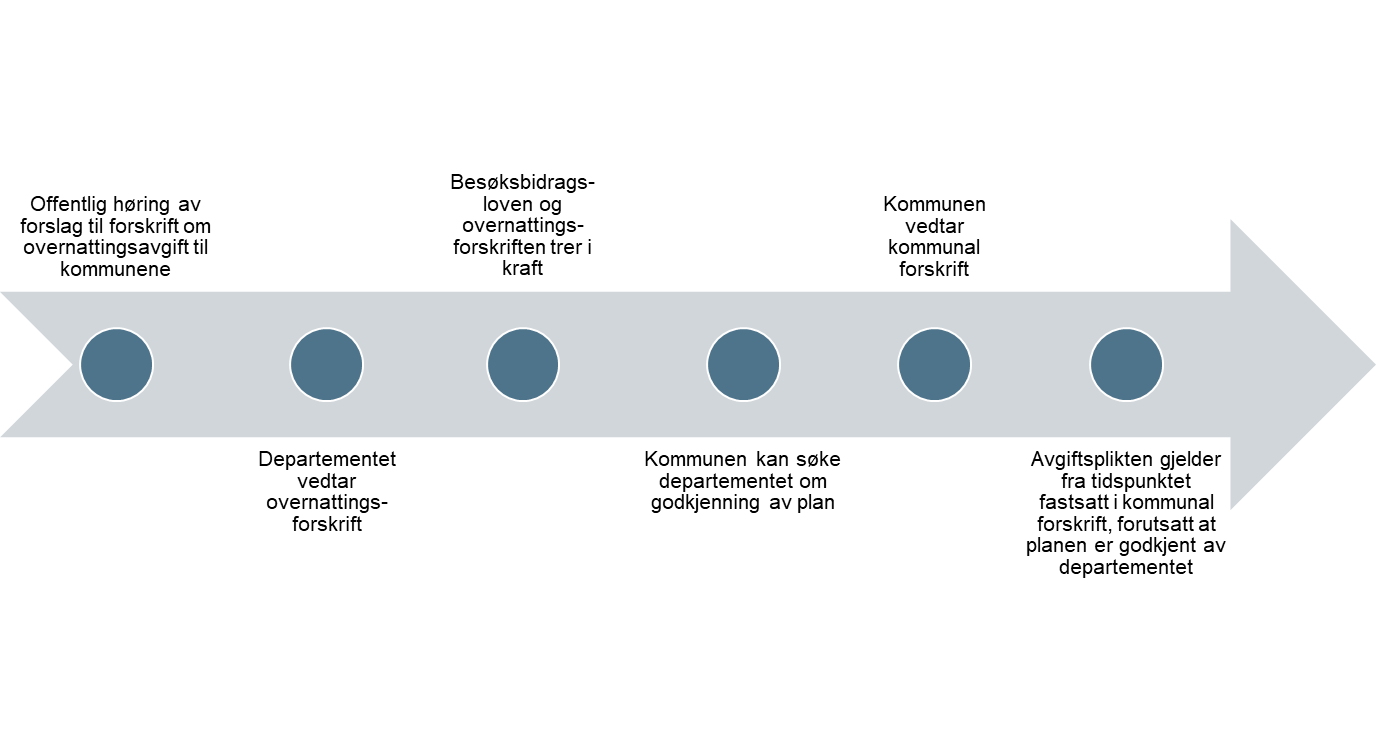 Offentlig høring av
forslag til forskrift om
overnattingsavgift til
kommunene
Departementet
vedtar
overnattings-
forskrift
Besøksbidrags-
loven og
overnattings-
forskriften trer i
kraft
Kommunen kan søke
departementet om
godkjenning av plan
Kommunen
vedtar
kommunal
forskrift
Avgiftsplikten gjelder
fra tidspunktet
fastsatt i kommunal
forskrift, forutsatt at
planen er godkjent av
departementet